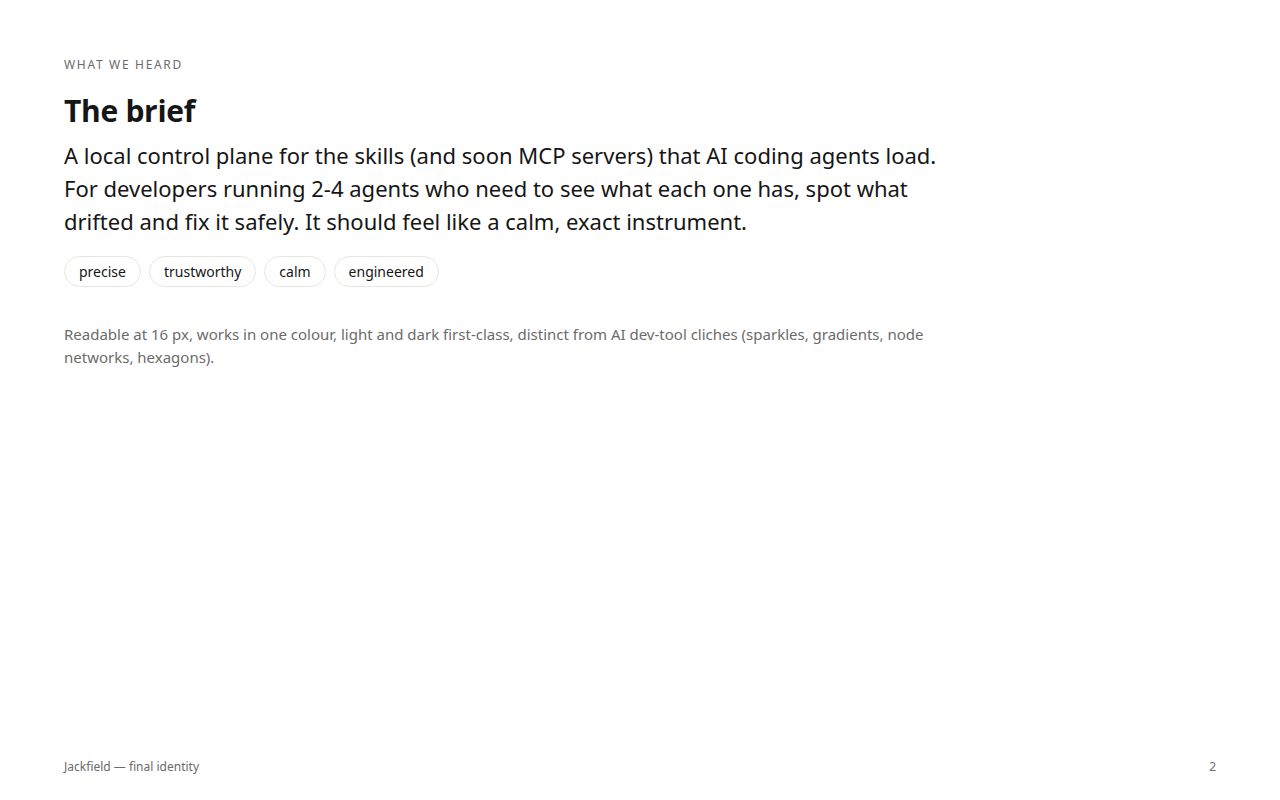 WHAT WE HEARD
The brief
A local control plane for the skills (and soon MCP servers) that AI coding agents load.
For developers running 2-4 agents who need to see what each one has, spot what
drifted and fix it safely. It should feel like a calm, exact instrument.
precise trustworthy calm engineered
Readable at 16 px, works in one colour, light and dark first-class, distinct from AI dev-tool cliches (sparkles, gradients, node
networks, hexagons).
Jackfield — final identity 2